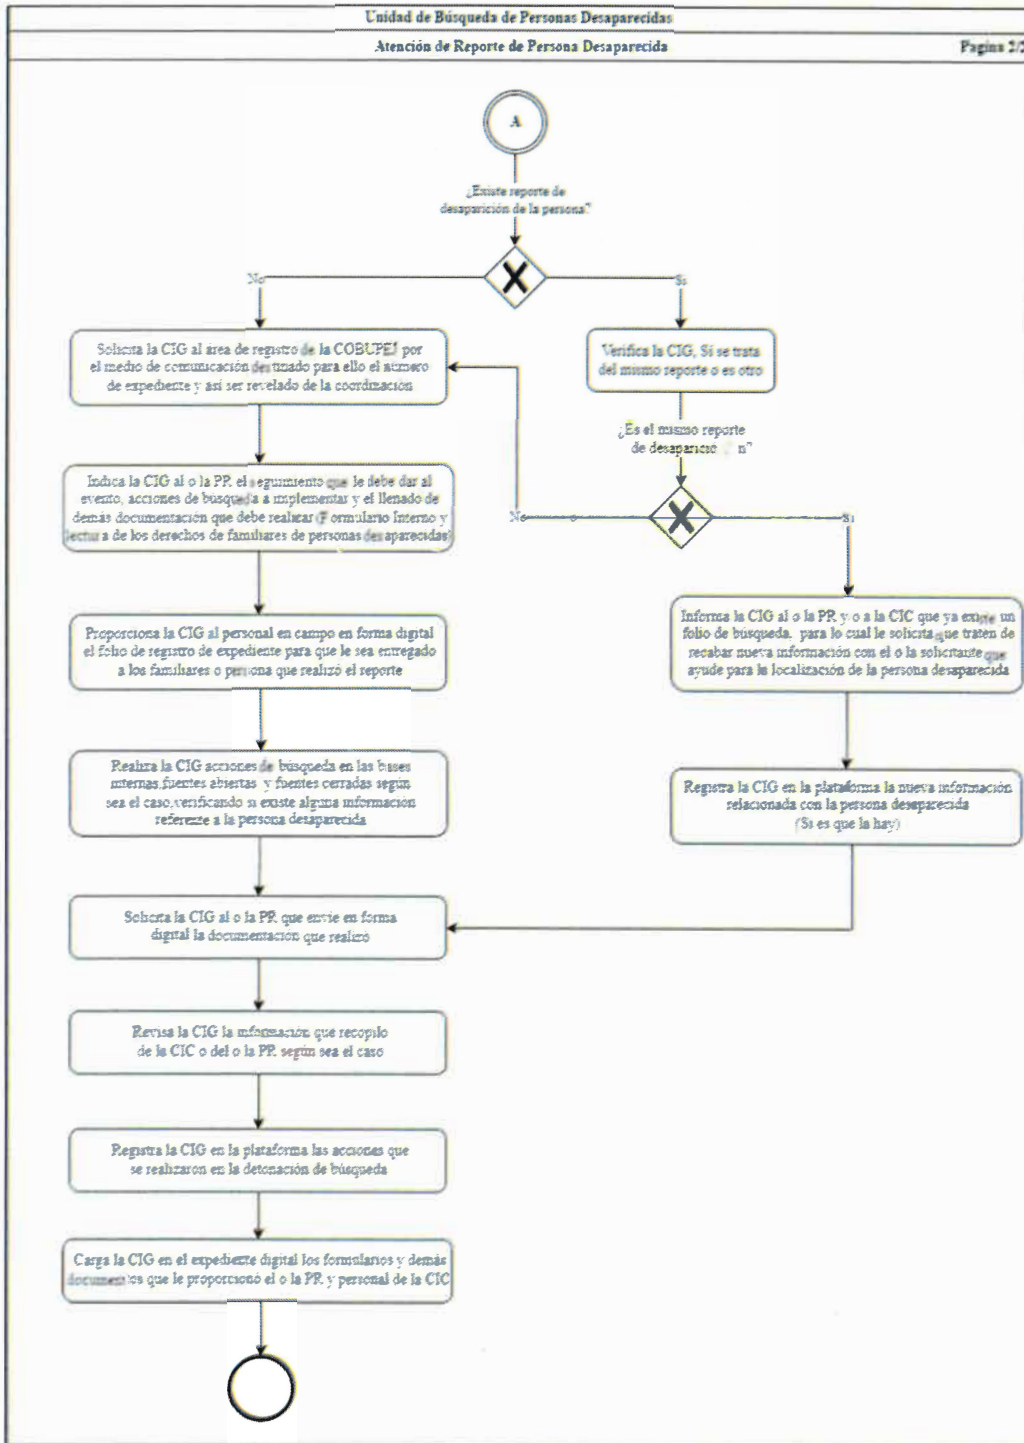 Unidad de Búsqueda de Personas Desaparecidas
Atención de Reporte de Persona Desaparecida
Pagina 2/2
A
¿Existe reporte de
desaparición de la persona?
No
Si
Solicita la CIG al área de registro de la COBUPEJ por
el medio de comunicación destinado para ello el número
de expediente y así ser revelado de la coordinación
Verifica la CIG, Si se trata
del mismo reporte o es otro
¿Es el mismo reporte
de desaparició n?
No
Si
Indica la CIG al o la PR el seguimiento que le debe dar al
evento, acciones de búsqueda a implementar y el llenado de
demás documentación que debe realizar (Formulario Interno y
lectura de los derechos de familiares de personas desaparecidas)
Informa la CIG al o la PR y o a la CIC que ya existe un
folio de búsqueda, para lo cual le solicita que traten de
recabar nueva información con el o la solicitante que
ayude para la localización de la persona desaparecida
Proporciona la CIG al personal en campo en forma digital
el folio de registro de expediente para que le sea entregado
a los familiares o persona que realizó el reporte
Realiza la CIG acciones de búsqueda en las bases
internas, fuentes abiertas y fuentes cerradas según
sea el caso, verificando si existe alguna información
referente a la persona desaparecida
Registra la CIG en la plataforma la nueva información
relacionada con la persona desaparecida
(Si es que la hay)
Solicita la CIG al o la PR que envíe en forma
digital la documentación que realizó
Revisa la CIG la información que recopilo
de la CIC o del o la PR según sea el caso
Registra la CIG en la plataforma las acciones que
se realizaron en la detonación de búsqueda
Carga la CIG en el expediente digital los formularios y demás
documentos que le proporcionó el o la PR y personal de la CIC